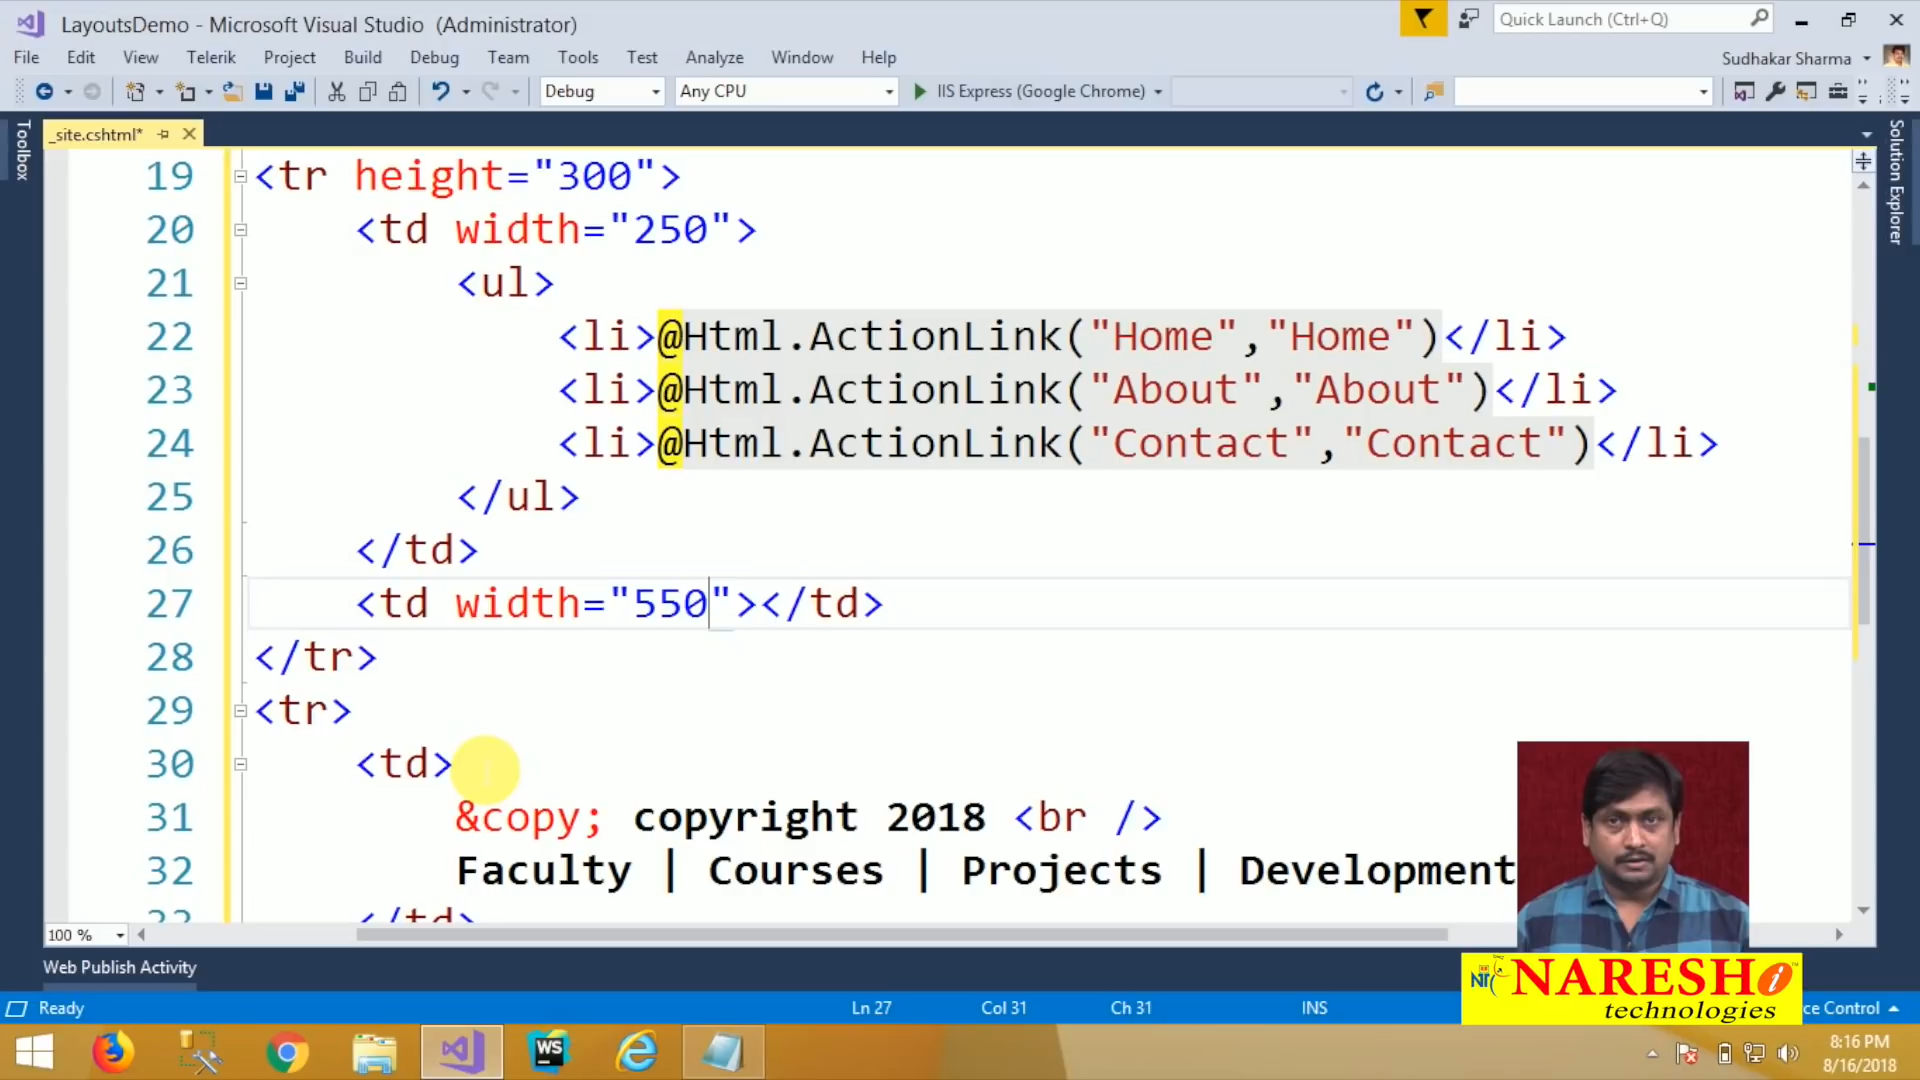 LayoutsDemo - Microsoft Visual Studio (Administrator)
Quick Launch (Ctrl+Q)
File Edit View Telerik Project Build Debug Team Tools Test Analyze Window Help
Sudhakar Sharma
Debug Any CPU IIS Express (Google Chrome)
Toolbox
_site.cshtml*
Solution Explorer
19 <tr height="300">
20 <td width="250">
21 <ul>
22 <li>@Html.ActionLink("Home","Home")</li>
23 <li>@Html.ActionLink("About","About")</li>
24 <li>@Html.ActionLink("Contact","Contact")</li>
25 </ul>
26 </td>
27 <td width="550"></td>
28 </tr>
29 <tr>
30 <td>
31 &copy; copyright 2018 <br />
32 Faculty | Courses | Projects | Development
33 </td>
100 %
Web Publish Activity
Ready Ln 27 Col 31 Ch 31 INS ce Control
NARESH i
technologies
WS
8:16 PM
8/16/2018